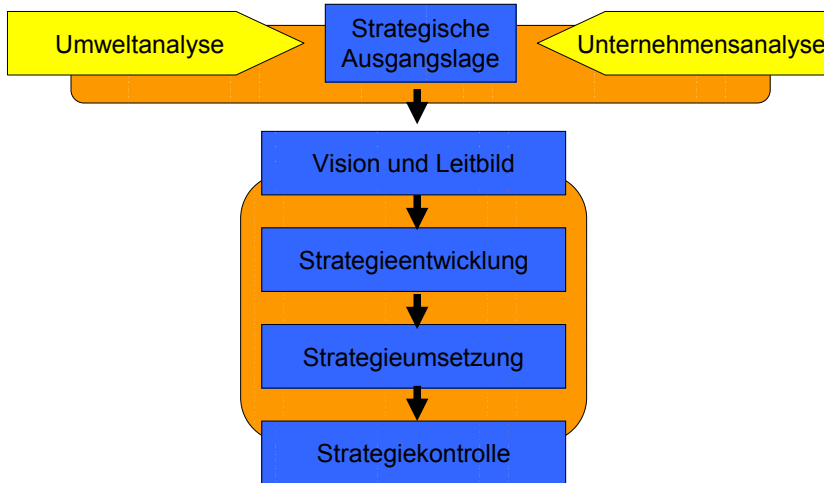 Umweltanalyse
Strategische
Ausgangslage
Unternehmensanalyse
Vision und Leitbild
Strategieentwicklung
Strategieumsetzung
Strategiekontrolle